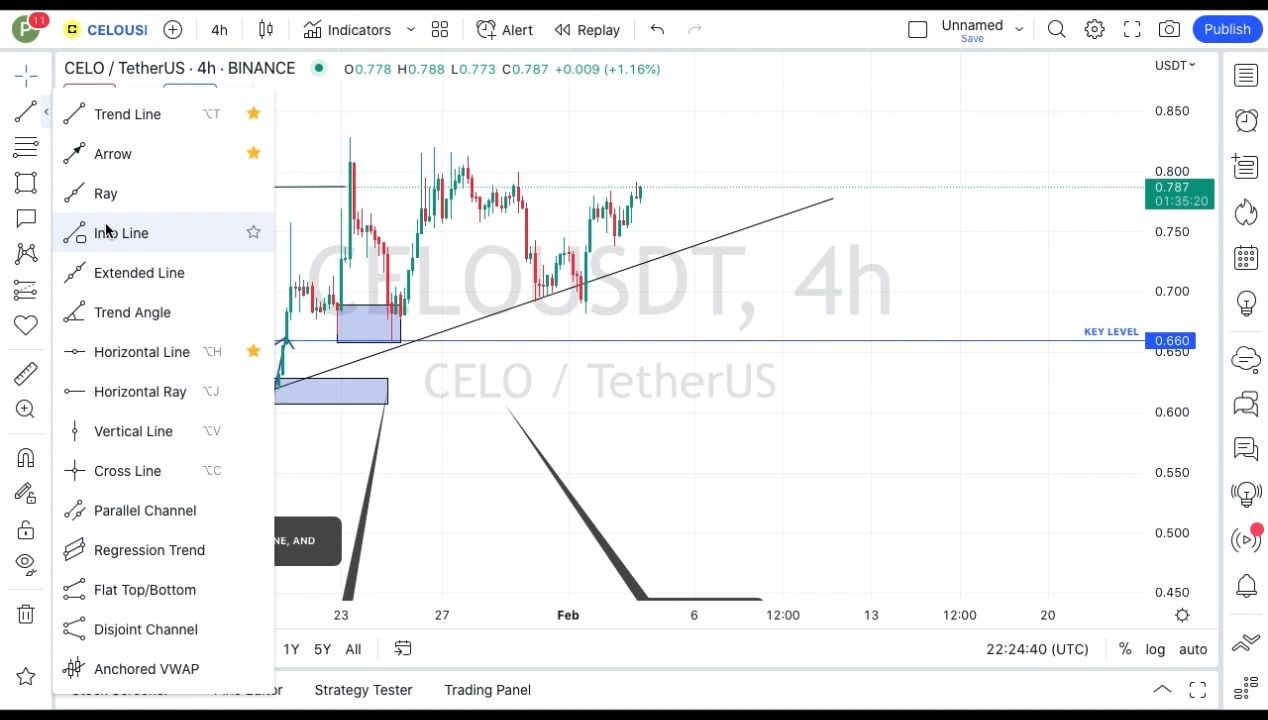 P 11 CELOUSI 4h Indicators Alert Replay Unnamed Save Publish
CELO / TetherUS · 4h · BINANCE O0.778 H0.788 L0.773 C0.787 +0.009 (+1.16%) USDT
Trend Line ⌥T
Arrow
Ray
Line
Extended Line
Trend Angle
Horizontal Line ⌥H
Horizontal Ray ⌥J
Vertical Line ⌥V
Cross Line ⌥C
Parallel Channel
Regression Trend
Flat Top/Bottom
Disjoint Channel
Anchored VWAP
CELOUSDT, 4h
CELO / TetherUS
KEY LEVEL
NE, AND
0.850
0.800
0.787
01:35:20
0.750
0.700
0.660
0.650
0.600
0.550
0.500
0.450
23 27 Feb 6 12:00 13 12:00 20
1Y 5Y All 22:24:40 (UTC) % log auto
Strategy Tester Trading Panel